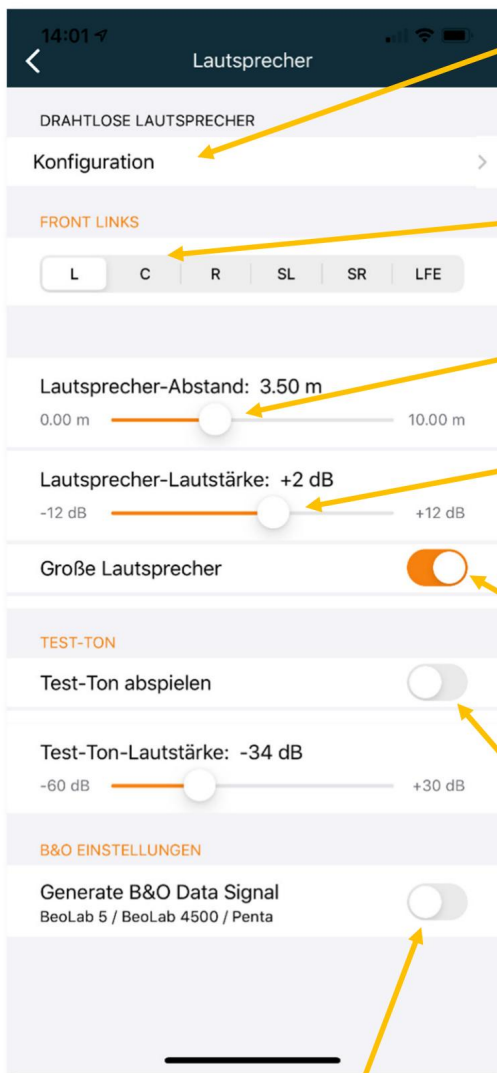 14:01
Lautsprecher
DRAHTLOSE LAUTSPRECHER
Konfiguration
FRONT LINKS
L C R SL SR LFE
Lautsprecher-Abstand: 3.50 m
0.00 m 10.00 m
Lautsprecher-Lautstärke: +2 dB
-12 dB +12 dB
Große Lautsprecher
TEST-TON
Test-Ton abspielen
Test-Ton-Lautstärke: -34 dB
-60 dB +30 dB
B&O EINSTELLUNGEN
Generate B&O Data Signal
BeoLab 5 / BeoLab 4500 / Penta